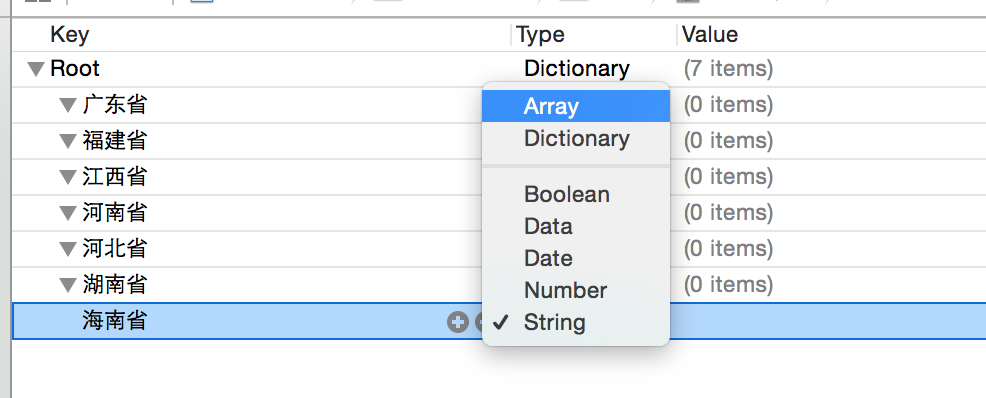 Key Type Value
Root Dictionary (7 items)
广东省 Array (0 items)
福建省 Dictionary (0 items)
江西省 (0 items)
河南省 Boolean (0 items)
河北省 Data (0 items)
湖南省 Date (0 items)
Number
海南省 String